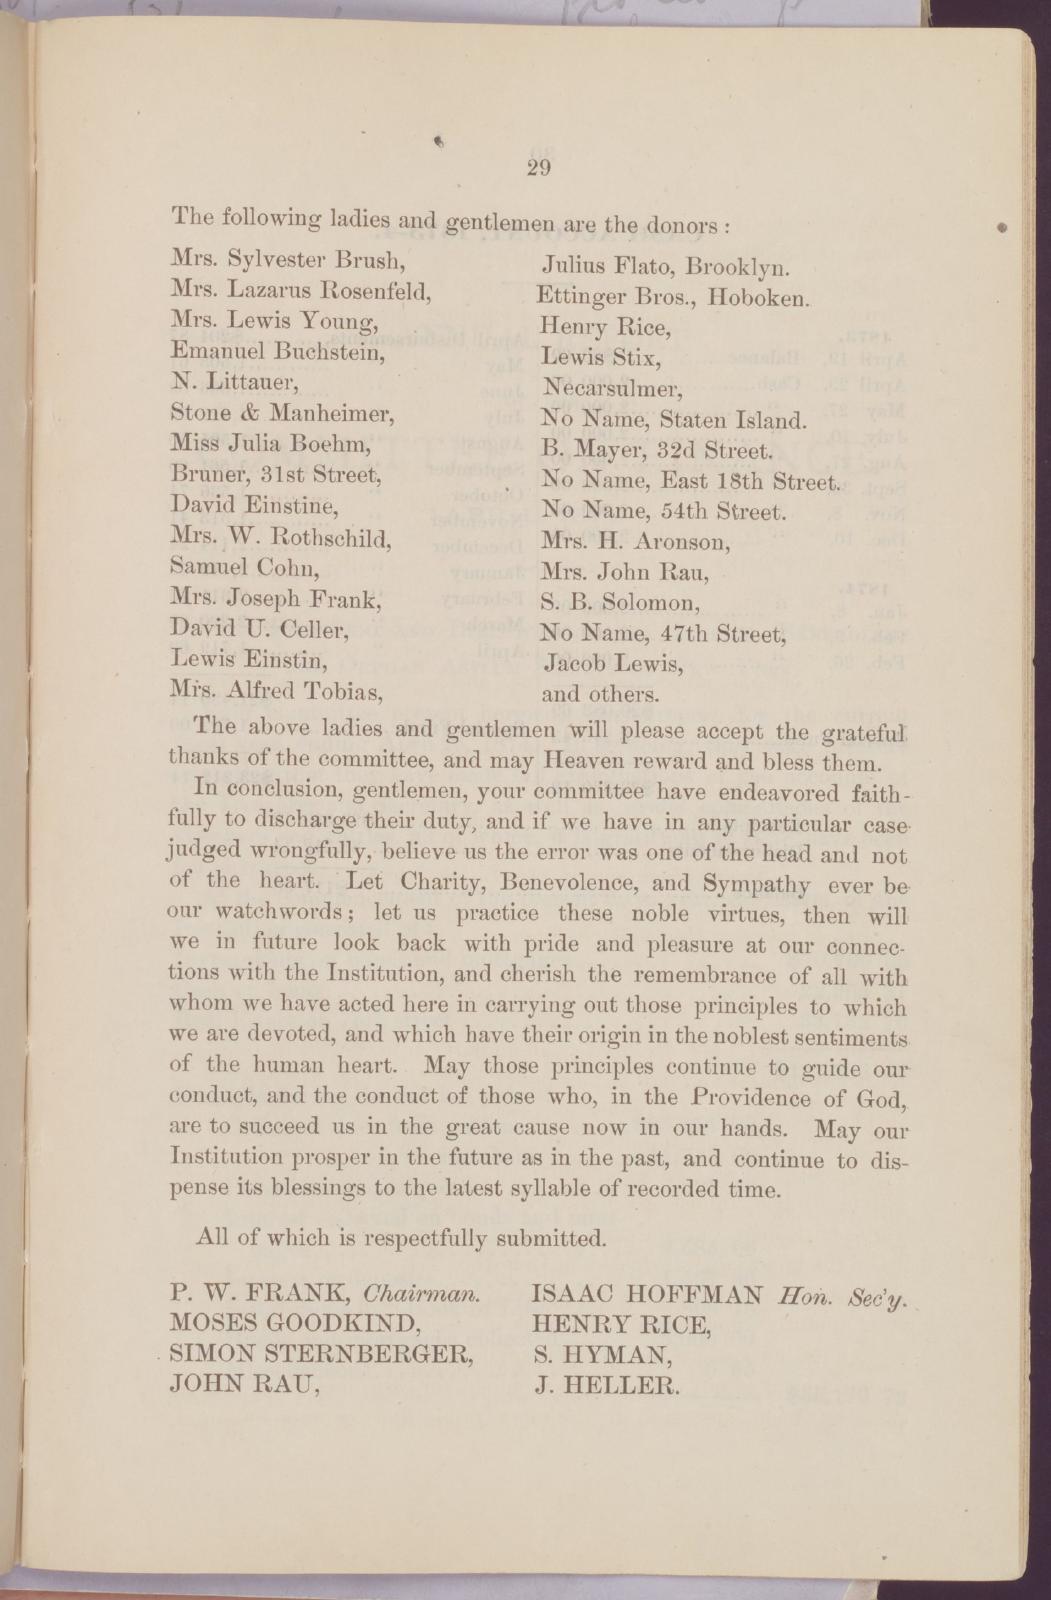 29
The following ladies and gentlemen are the donors :
Mrs. Sylvester Brush,
Mrs. Lazarus Rosenfeld,
Mrs. Lewis Young,
Emanuel Buchstein,
N. Littauer,
Stone & Manheimer,
Miss Julia Boehm,
Bruner, 31st Street,
David Einstine,
Mrs. W. Rothschild,
Samuel Cohn,
Mrs. Joseph Frank,
David U. Celler,
Lewis Einstin,
Mrs. Alfred Tobias,
Julius Flato, Brooklyn.
Ettinger Bros., Hoboken.
Henry Rice,
Lewis Stix,
Necarsulmer,
No Name, Staten Island.
B. Mayer, 32d Street.
No Name, East 18th Street.
No Name, 54th Street.
Mrs. H. Aronson,
Mrs. John Rau,
S. B. Solomon,
No Name, 47th Street,
Jacob Lewis,
and others.
The above ladies and gentlemen will please accept the grateful
thanks of the committee, and may Heaven reward and bless them.
In conclusion, gentlemen, your committee have endeavored faith-
fully to discharge their duty, and if we have in any particular case
judged wrongfully, believe us the error was one of the head and not
of the heart. Let Charity, Benevolence, and Sympathy ever be
our watchwords; let us practice these noble virtues, then will
we in future look back with pride and pleasure at our connec-
tions with the Institution, and cherish the remembrance of all with
whom we have acted here in carrying out those principles to which
we are devoted, and which have their origin in the noblest sentiments
of the human heart. May those principles continue to guide our
conduct, and the conduct of those who, in the Providence of God,
are to succeed us in the great cause now in our hands. May our
Institution prosper in the future as in the past, and continue to dis-
pense its blessings to the latest syllable of recorded time.
All of which is respectfully submitted.
P. W. FRANK, Chairman.
MOSES GOODKIND,
SIMON STERNBERGER,
JOHN RAU,
ISAAC HOFFMAN Hon. Sec'y.
HENRY RICE,
S. HYMAN,
J. HELLER.